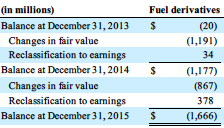 (in millions) Fuel derivatives
Balance at December 31, 2013 $ (20)
Changes in fair value (1,191)
Reclassification to earnings 34
Balance at December 31, 2014 $ (1,177)
Changes in fair value (867)
Reclassification to earnings 378
Balance at December 31, 2015 $ (1,666)